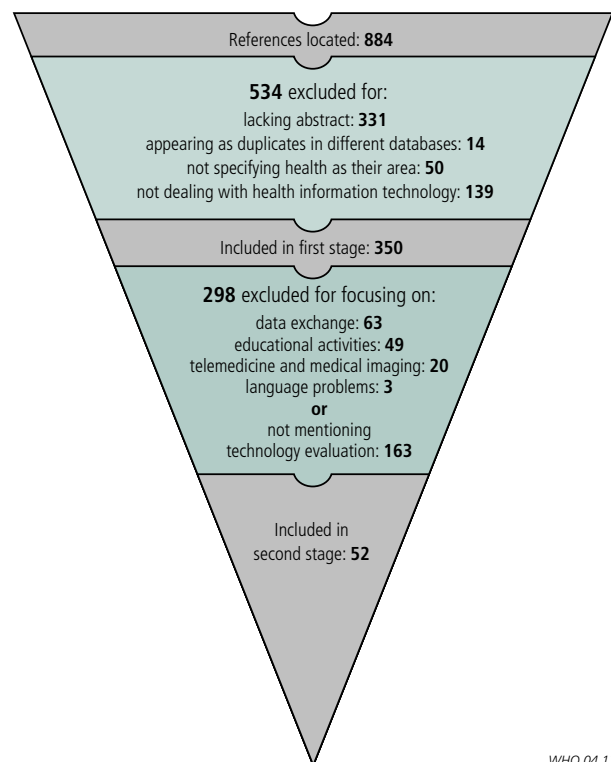 References located: 884
534 excluded for:
lacking abstract: 331
appearing as duplicates in different databases: 14
not specifying health as their area: 50
not dealing with health information technology: 139
Included in first stage: 350
298 excluded for focusing on:
data exchange: 63
educational activities: 49
telemedicine and medical imaging: 20
language problems: 3
or
not mentioning
technology evaluation: 163
Included in
second stage: 52
WHO 04.1